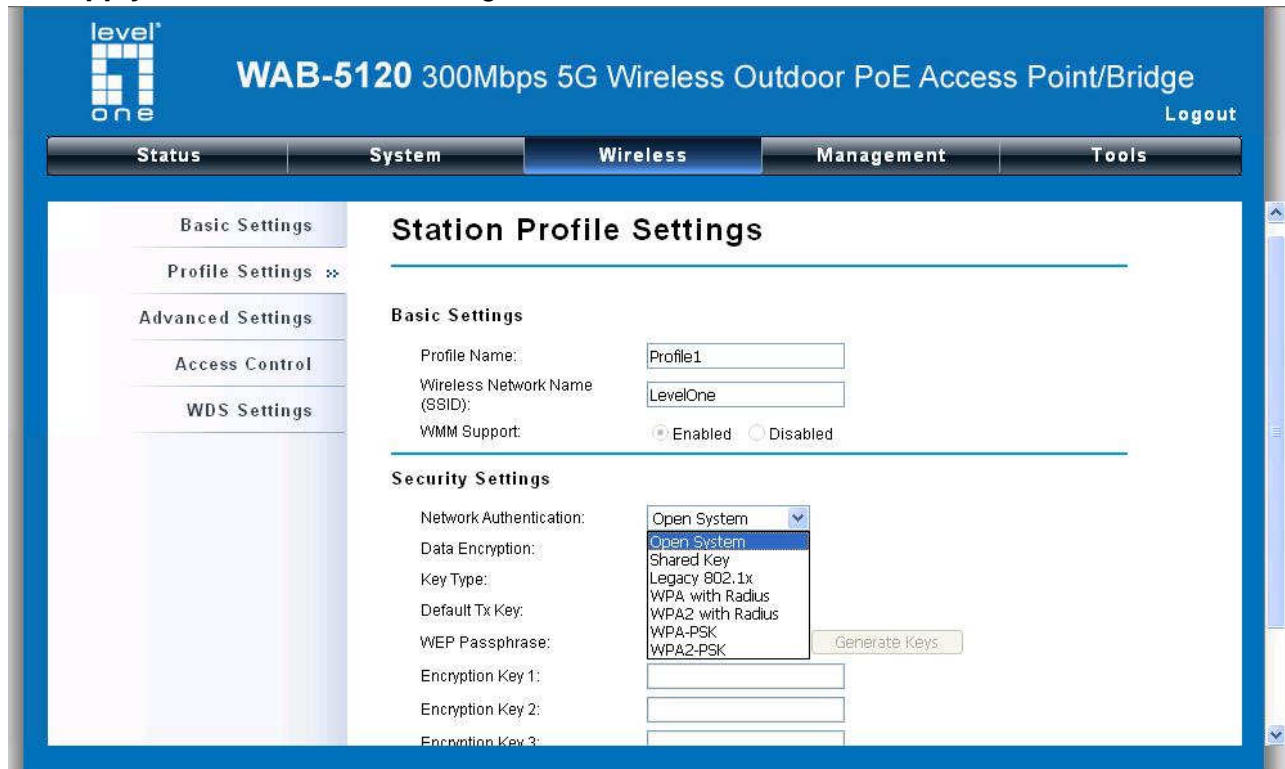 level
one
WAB-5120 300Mbps 5G Wireless Outdoor PoE Access Point/Bridge
Logout
Status System Wireless Management Tools
Basic Settings
Profile Settings »
Advanced Settings
Access Control
WDS Settings
Station Profile Settings
Basic Settings
Profile Name: Profile1
Wireless Network Name (SSID): LevelOne
WMM Support: Enabled Disabled
Security Settings
Network Authentication: Open System
Open System
Shared Key
Legacy 802.1x
WPA with Radius
WPA2 with Radius
WPA-PSK
WPA2-PSK
Data Encryption:
Key Type:
Default Tx Key:
WEP Passphrase: Generate Keys
Encryption Key 1:
Encryption Key 2:
Encryption Key 3: